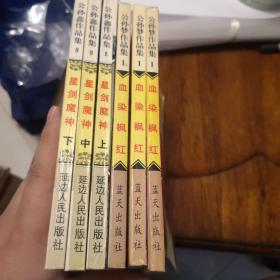 公孙鑫作品集
星剑魔神
下
延边人民出版社
公孙鑫作品集
星剑魔神
中
延边人民出版社
公孙鑫作品集
星剑魔神
上
延边人民出版社
公孙梦作品集
血染枫红
蓝天出版社
公孙梦作品集
血染枫红
蓝天出版社
公孙梦作品集
血染枫红
蓝天出版社